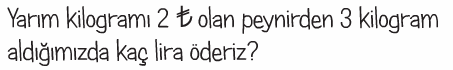 Yarım kilogramı 2 ₺ olan peynirden 3 kilogram
aldığımızda kaç lira öderiz?